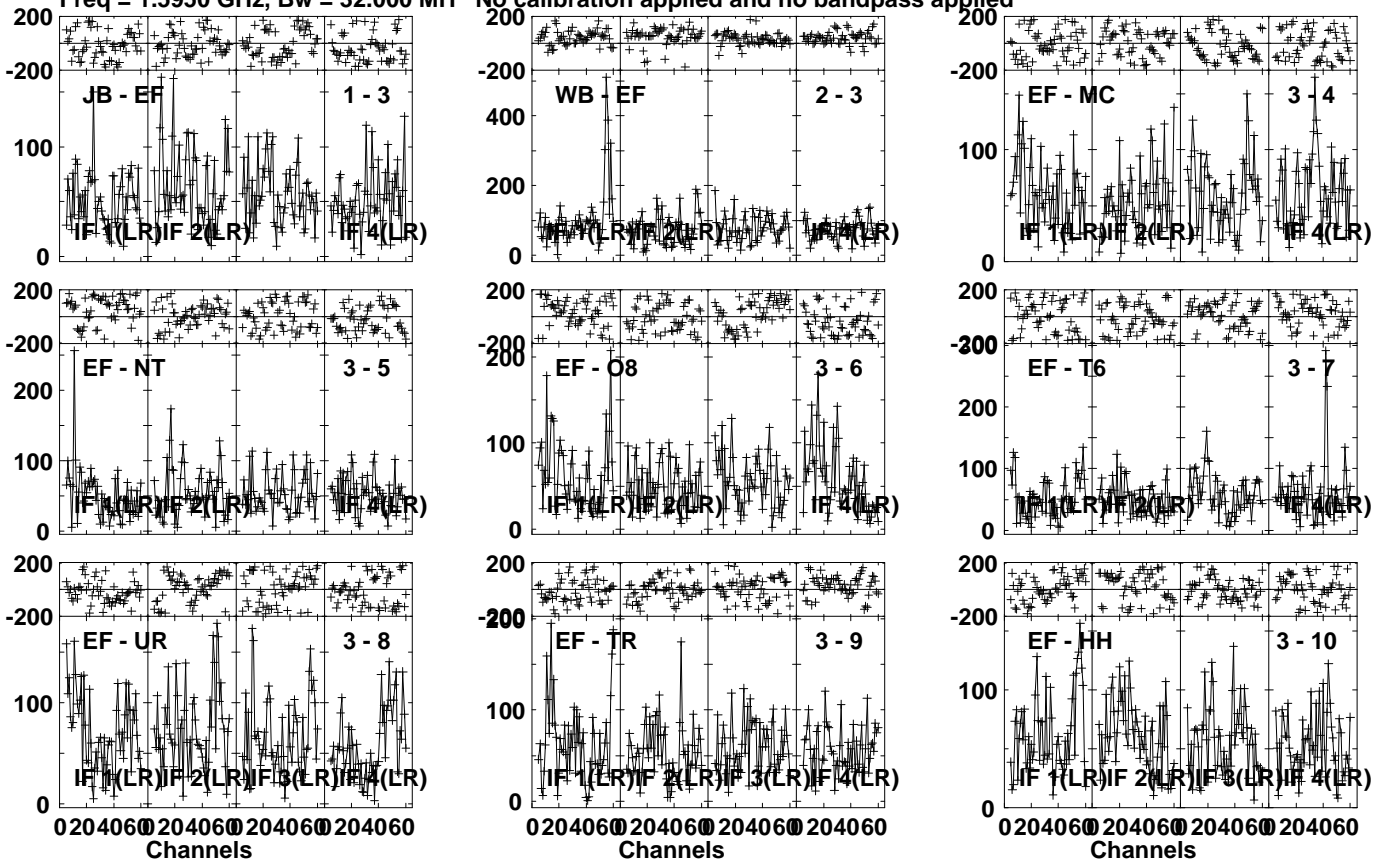 Freq = 1.5950 GHz, Bw = 32.000 MH No calibration applied and no bandpass applied
200
-200
JB - EF 1 - 3
100
0
IF 1(LR) IF 2(LR) IF 4(LR)
200
-200
WB - EF 2 - 3
400
200
0
IF 1(LR) IF 2(LR) IF 4(LR)
200
-200
EF - MC 3 - 4
100
0
IF 1(LR) IF 2(LR) IF 4(LR)
200
-200
EF - NT 3 - 5
200
100
0
IF 1(LR) IF 2(LR) IF 4(LR)
200
-200
200
EF - O8 3 - 6
100
0
IF 1(LR) IF 2(LR) IF 4(LR)
200
-200
300
EF - T6 3 - 7
200
100
0
IF 1(LR) IF 2(LR) IF 4(LR)
200
-200
EF - UR 3 - 8
100
0
IF 1(LR) IF 2(LR) IF 3(LR) IF 4(LR)
0 20 40 60 0 20 40 60 0 20 40 60 0 20 40 60
Channels
200
-200
200
EF - TR 3 - 9
100
0
IF 1(LR) IF 2(LR) IF 3(LR) IF 4(LR)
0 20 40 60 0 20 40 60 0 20 40 60 0 20 40 60
Channels
200
-200
EF - HH 3 - 10
100
0
IF 1(LR) IF 2(LR) IF 3(LR) IF 4(LR)
0 20 40 60 0 20 40 60 0 20 40 60 0 20 40 60
Channels